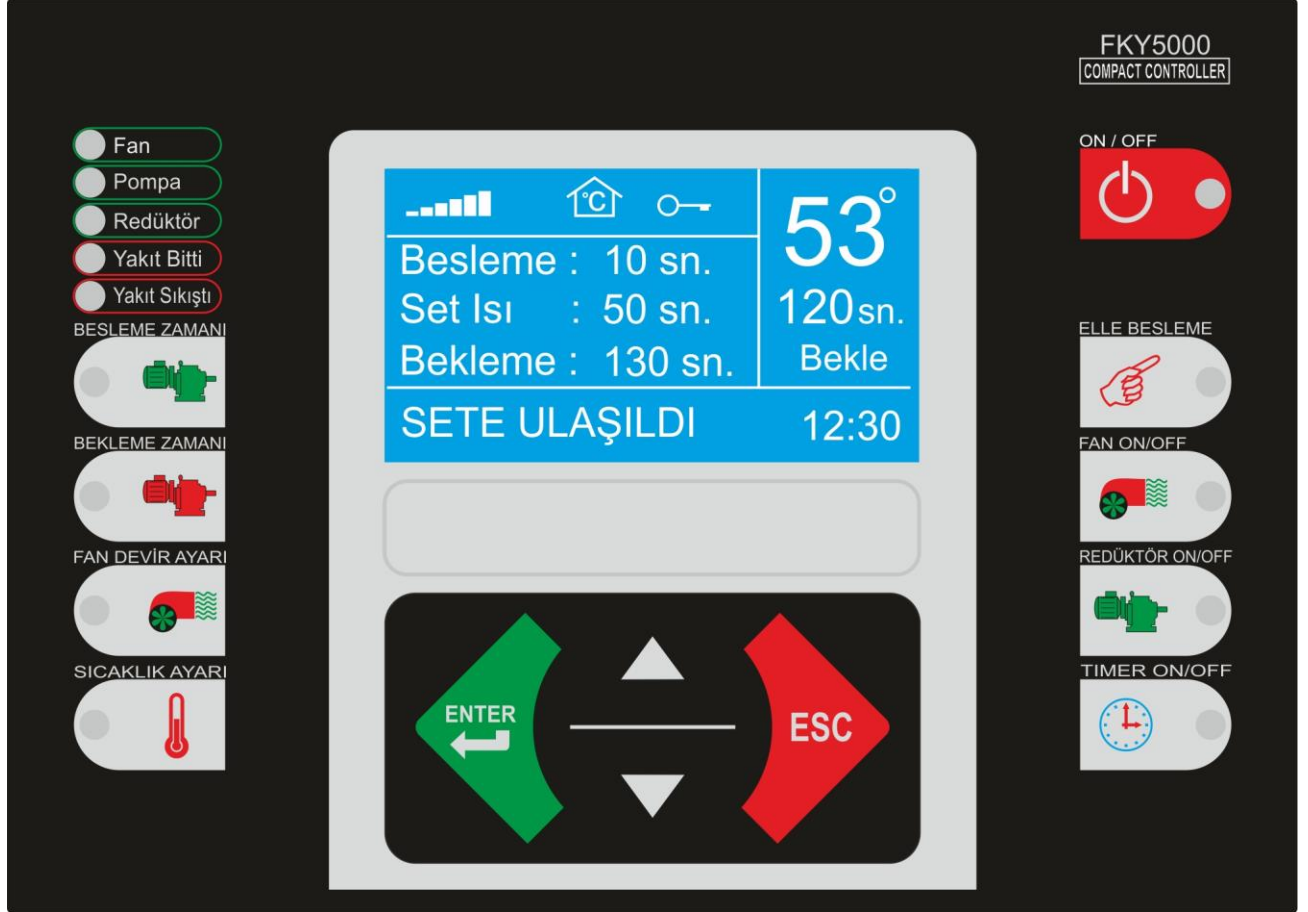 FKY5000
COMPACT CONTROLLER
Fan
Pompa
Redüktör
Yakıt Bitti
Yakıt Sıkıştı
BESLEME ZAMANI
BEKLEME ZAMANI
FAN DEVİR AYARI
SICAKLIK AYARI
°C
Besleme : 10 sn.
Set Isı : 50 sn.
Bekleme : 130 sn.
53°
120 sn.
Bekle
SETE ULAŞILDI 12:30
ENTER
ESC
ON / OFF
ELLE BESLEME
FAN ON/OFF
REDÜKTÖR ON/OFF
TIMER ON/OFF